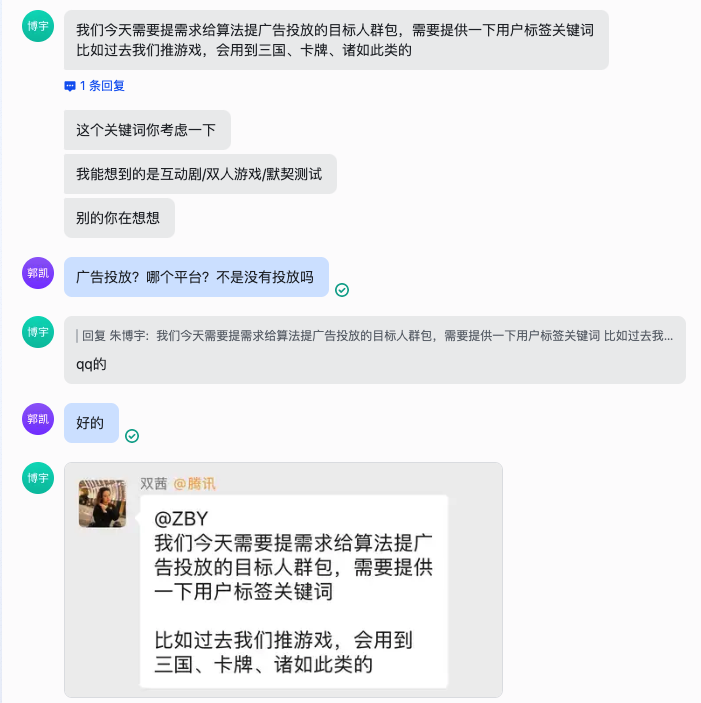 博宇
我们今天需要提需求给算法提广告投放的目标人群包，需要提供一下用户标签关键词
比如过去我们推游戏，会用到三国、卡牌、诸如此类的
1 条回复
这个关键词你考虑一下
我能想到的是互动剧/双人游戏/默契测试
别的你在想想
郭凯
广告投放？哪个平台？不是没有投放吗
博宇
| 回复 朱博宇：我们今天需要提需求给算法提广告投放的目标人群包，需要提供一下用户标签关键词 比如过去我...
qq的
郭凯
好的
博宇
双茜 @腾讯
@ZBY
我们今天需要提需求给算法提广
告投放的目标人群包，需要提供
一下用户标签关键词
比如过去我们推游戏，会用到
三国、卡牌、诸如此类的